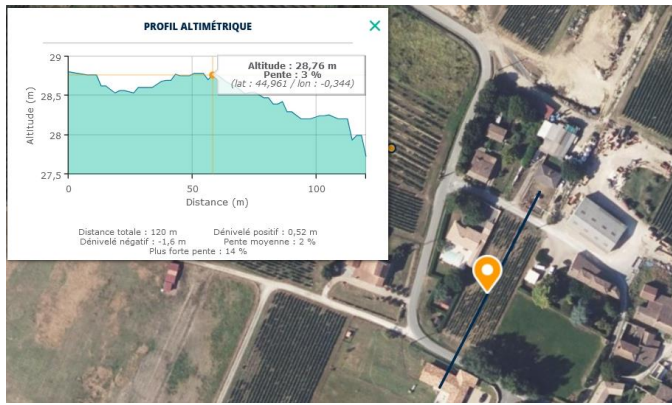 PROFIL ALTIMÉTRIQUE
29
28,5
28
27,5
Altitude (m)
Altitude : 28,76 m
Pente : 3 %
(lat : 44,961 / lon : -0,344)
0
50
100
Distance (m)
Distance totale : 120 m
Dénivelé positif : 0,52 m
Dénivelé négatif : -1,6 m
Pente moyenne : 2 %
Plus forte pente : 14 %